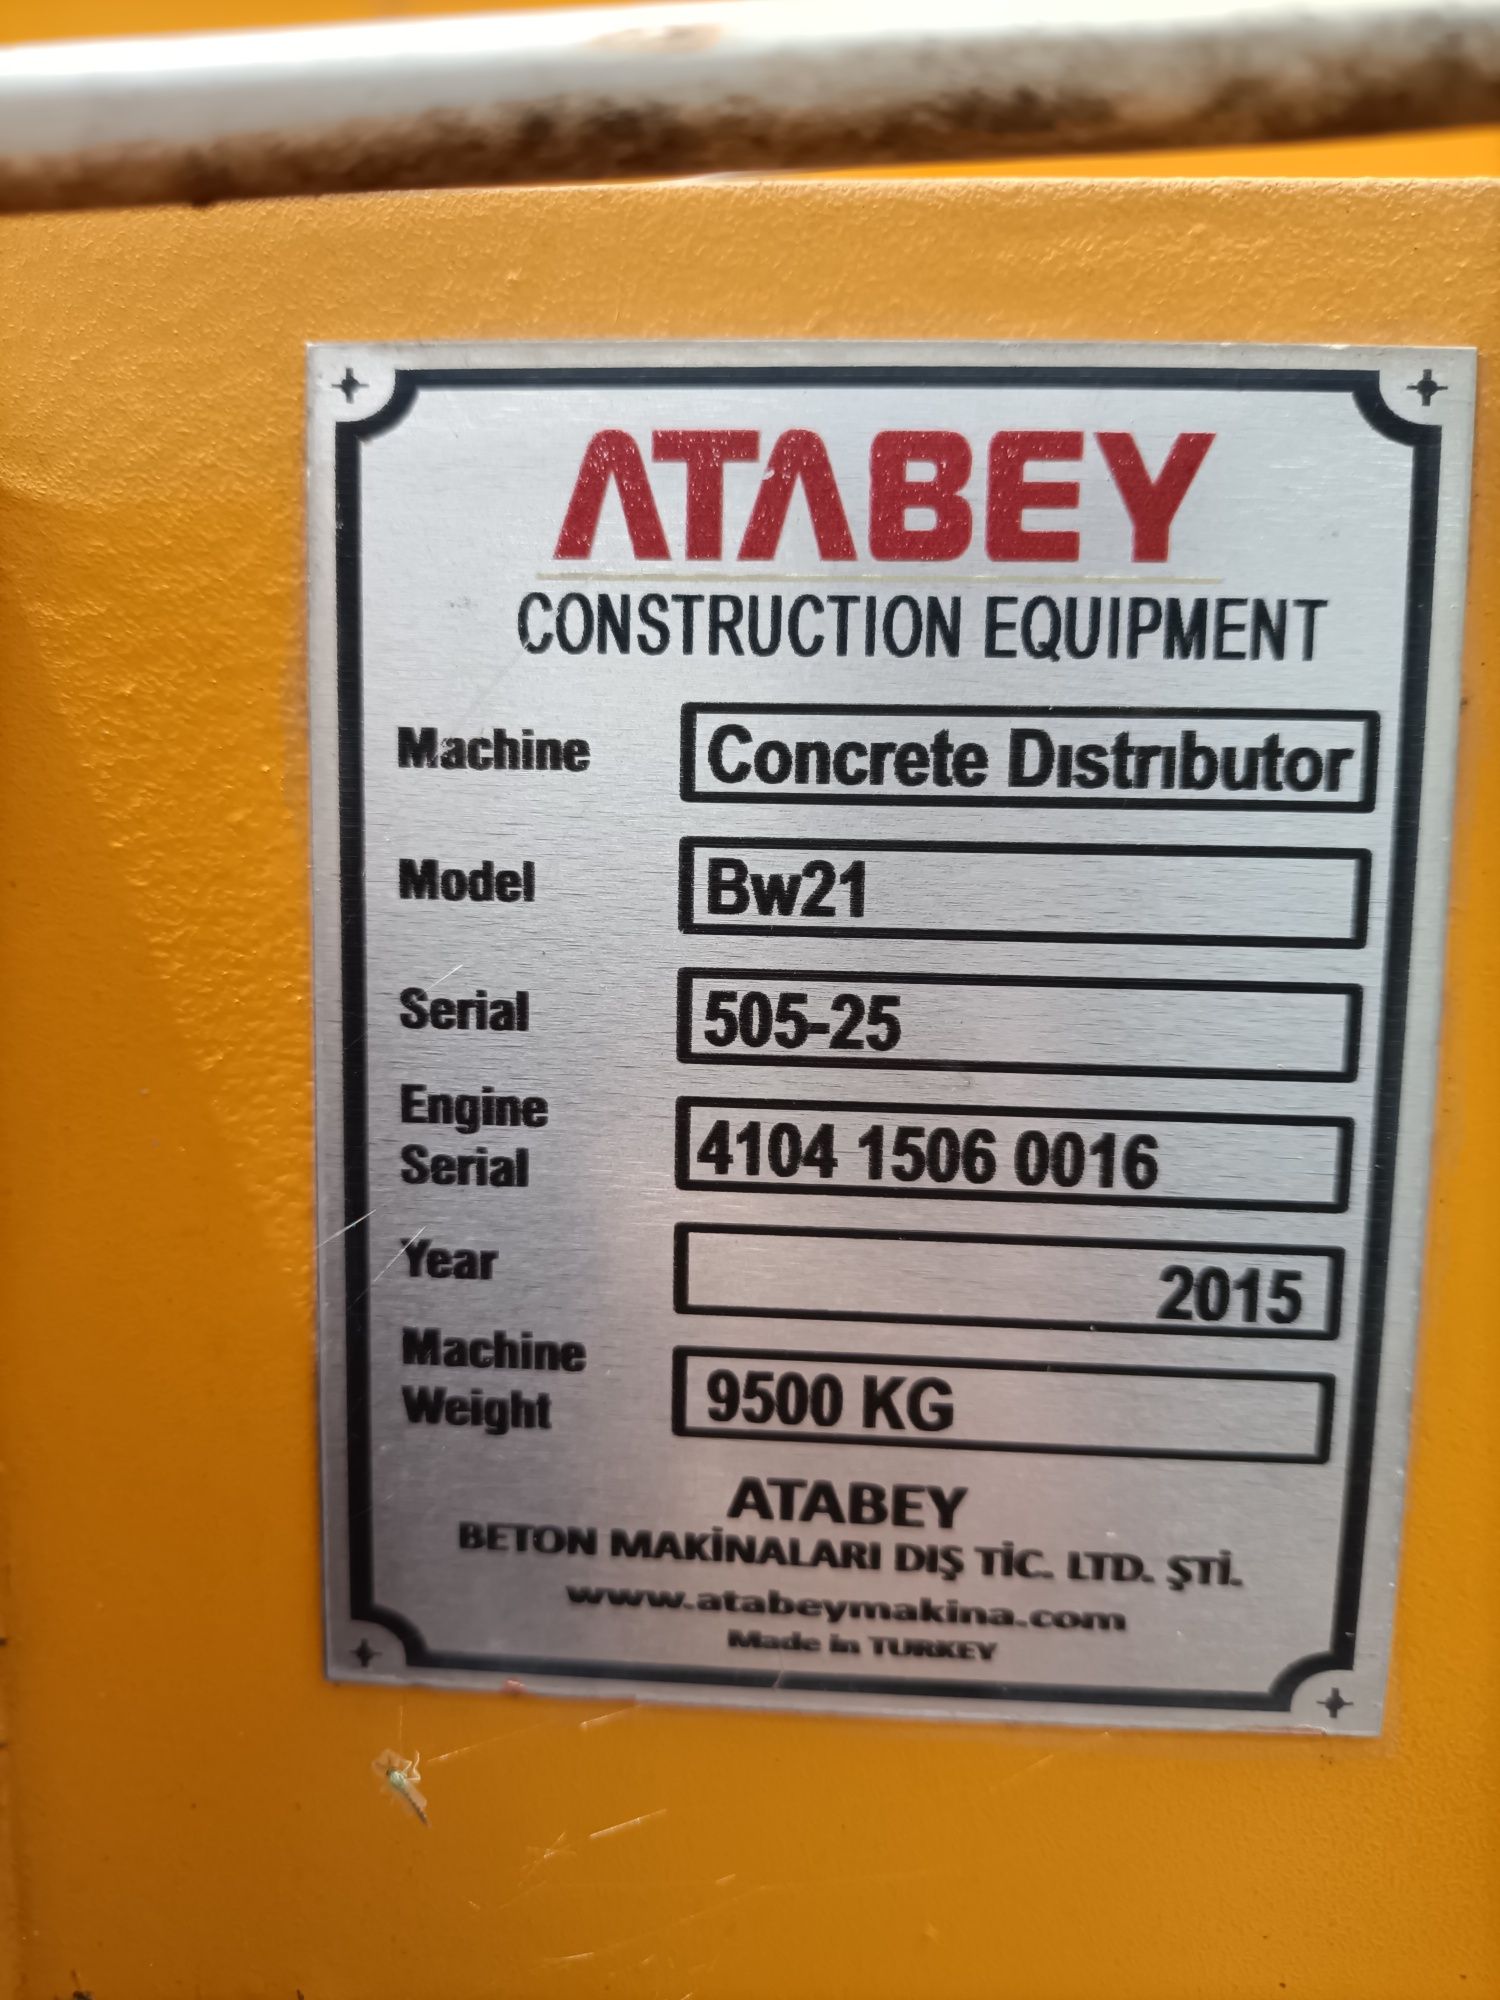 ATABEY
CONSTRUCTION EQUIPMENT
Machine Concrete Dıstrıbutor
Model Bw21
Serial 505-25
Engine
Serial 4104 1506 0016
Year 2015
Machine
Weight 9500 KG
ATABEY
BETON MAKİNALARI DIŞ TİC. LTD. ŞTİ.
www.atabeymakina.com
Made in TURKEY